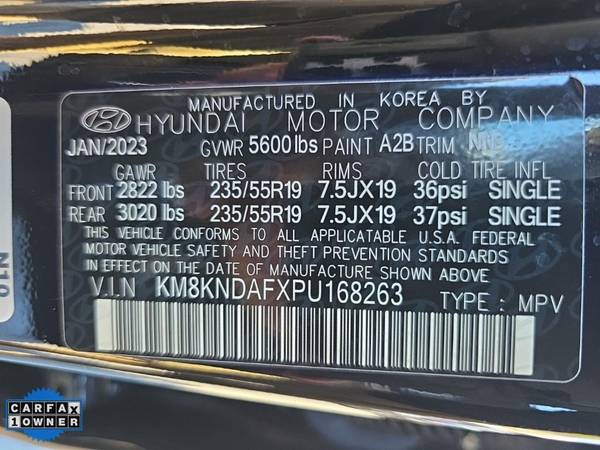 MANUFACTURED IN KOREA BY
HYUNDAI MOTOR COMPANY
JAN/2023 GVWR 5600 lbs PAINT A2B TRIM
GAWR TIRES RIMS COLD TIRE INFL
FRONT 2822 lbs 235/55R19 7.5JX19 36psi SINGLE
REAR 3020 lbs 235/55R19 7.5JX19 37psi SINGLE
THIS VEHICLE CONFORMS TO ALL APPLICABLE U.S.A. FEDERAL
MOTOR VEHICLE SAFETY AND THEFT PREVENTION STANDARDS
IN EFFECT ON THE DATE OF MANUFACTURE SHOWN ABOVE
V.I.N KM8KNDAFXPU168263 TYPE : MPV
CARFAX
1 OWNER